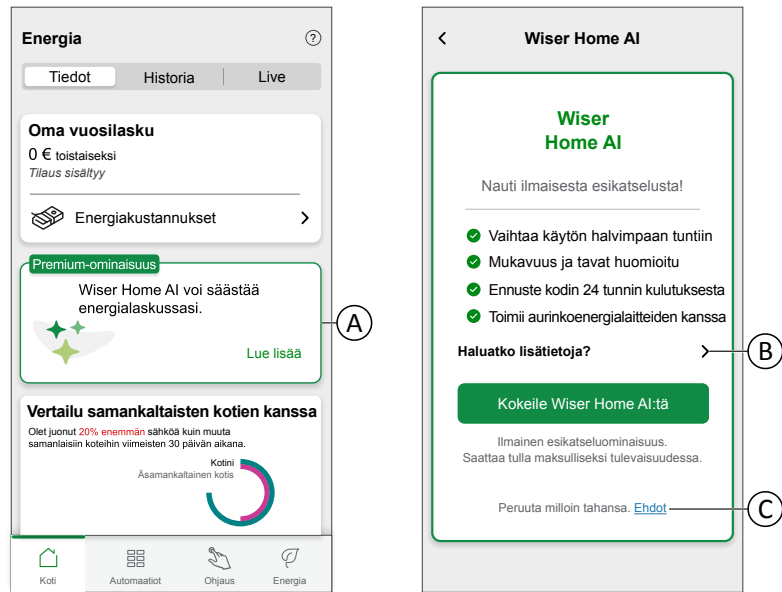 Energia
?
Tiedot
Historia
Live
Oma vuosilasku
0 € toistaiseksi
Tilaus sisältyy
Energiakustannukset
Premium-ominaisuus
Wiser Home AI voi säästää
energialaskussasi.
Lue lisää
A
Vertailu samankaltaisten kotien kanssa
Olet juonut 20% enemmän sähköä kuin muuta
samanlaisiin koteihin viimeisten 30 päivän aikana.
Kotini
Äsamankaltainen kotis
Koti
Automaatiot
Ohjaus
Energia
Wiser Home AI
Wiser
Home AI
Nauti ilmaisesta esikatselusta!
Vaihtaa käytön halvimpaan tuntiin
Mukavuus ja tavat huomioitu
Ennuste kodin 24 tunnin kulutuksesta
Toimii aurinkoenergialaitteiden kanssa
Haluatko lisätietoja?
B
Kokeile Wiser Home AI:tä
Ilmainen esikatseluominaisuus.
Saattaa tulla maksulliseksi tulevaisuudessa.
Peruuta milloin tahansa. Ehdot
C